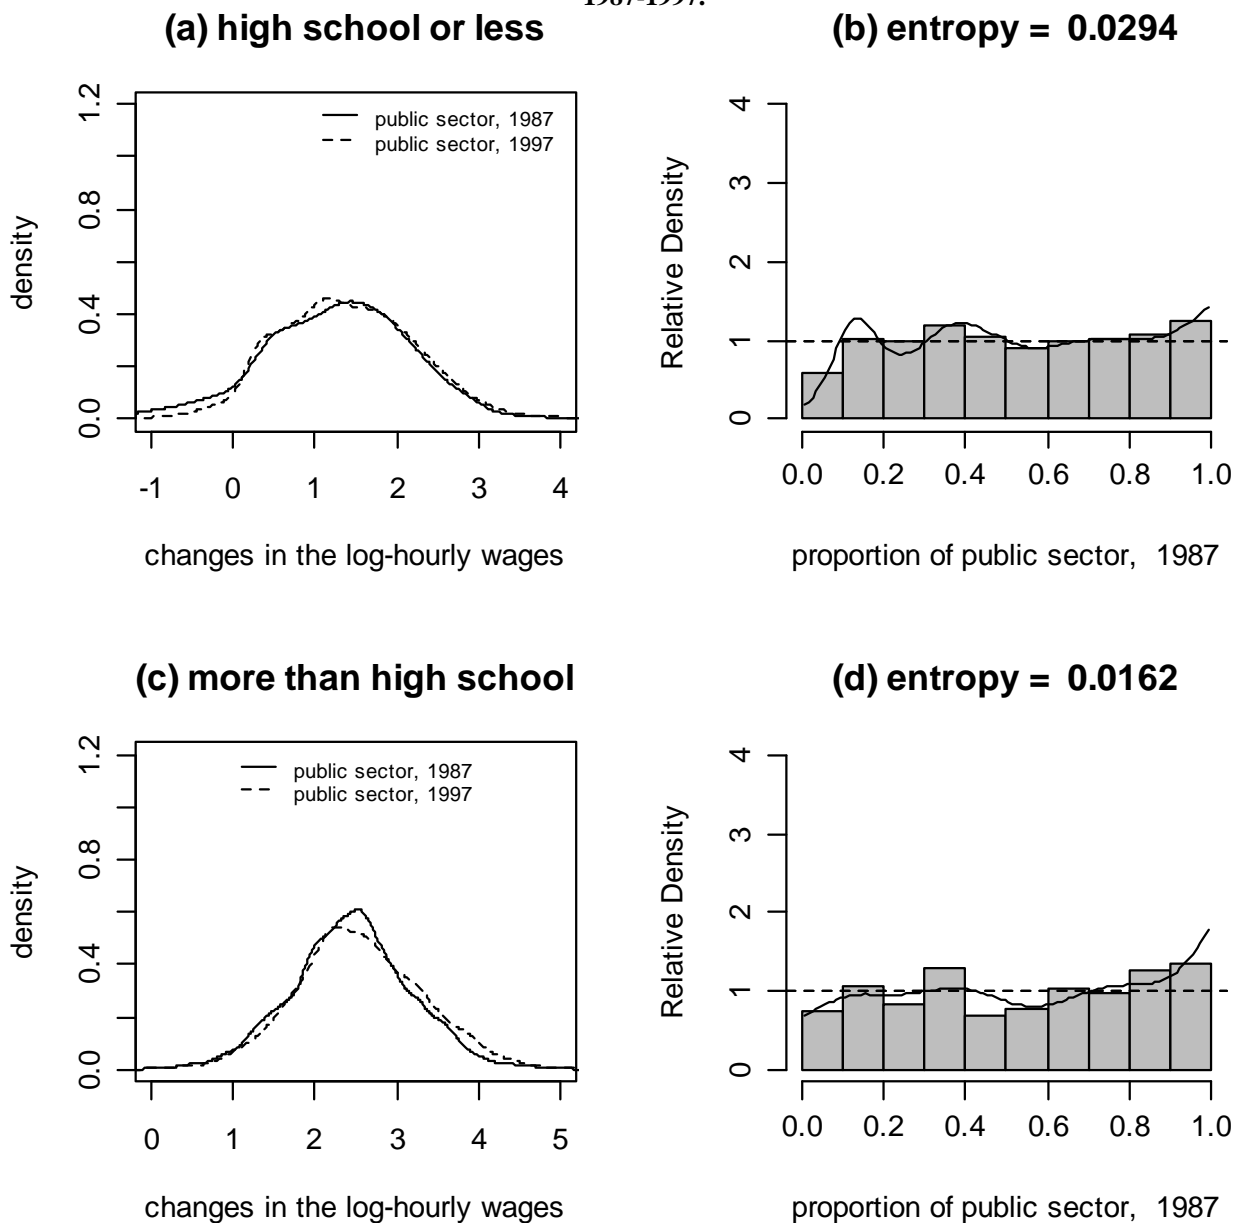 1987-1997.
(a) high school or less
(b) entropy = 0.0294
density
0.0 0.4 0.8 1.2
public sector, 1987
public sector, 1997
-1 0 1 2 3 4
changes in the log-hourly wages
Relative Density
0 1 2 3 4
0.0 0.2 0.4 0.6 0.8 1.0
proportion of public sector, 1987
(c) more than high school
(d) entropy = 0.0162
density
0.0 0.4 0.8 1.2
public sector, 1987
public sector, 1997
0 1 2 3 4 5
changes in the log-hourly wages
Relative Density
0 1 2 3 4
0.0 0.2 0.4 0.6 0.8 1.0
proportion of public sector, 1987